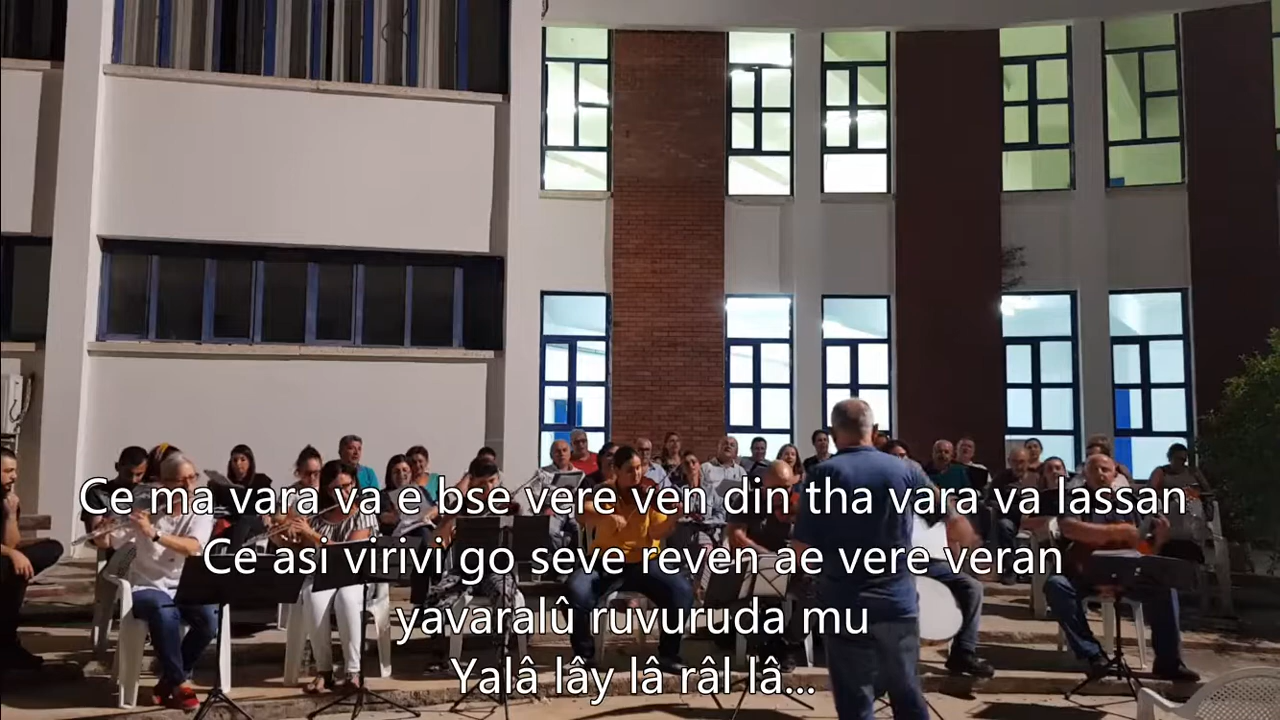 Ce ma vara va e bse vere ven din tha vara va lassan
Ce asi virivi go seve reven ae vere veran
yavaralû ruvuruda mu
Yalâ lây lâ râl lâ...